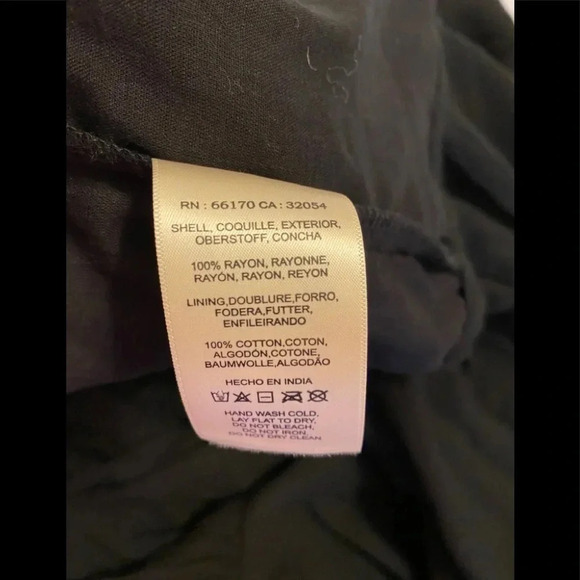 RN : 66170 CA : 32054
SHELL, COQUILLE, EXTERIOR,
OBERSTOFF, CONCHA
100% RAYON, RAYONNE,
RAYÓN, RAYON, REYON
LINING,DOUBLURE,FORRO,
FODERA,FUTTER,
ENFILEIRANDO
100% COTTON,COTON,
ALGODÓN,COTONE,
BAUMWOLLE,ALGODÃO
HECHO EN INDIA
HAND WASH COLD,
LAY FLAT TO DRY,
DO NOT BLEACH,
DO NOT IRON,
DO NOT DRY CLEAN